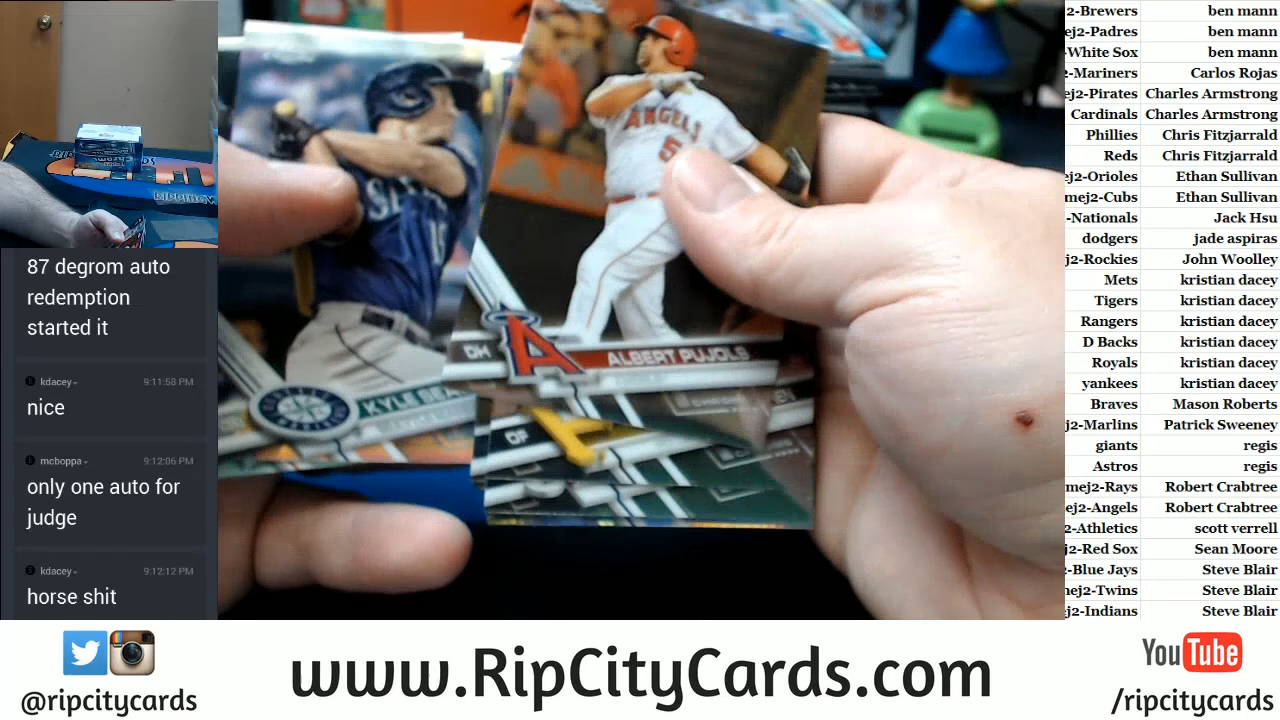 87 degrom auto
redemption
started it
kdacey 9:11:58 PM
nice
mcboppa 9:12:06 PM
only one auto for
judge
kdacey 9:12:12 PM
horse shit
ANGELS
5
DH A ALBERT PUJOLS
KYLE SEA
OF
2-Brewers ben mann
ej2-Padres ben mann
-White Sox ben mann
2-Mariners Carlos Rojas
ej2-Pirates Charles Armstrong
Cardinals Charles Armstrong
Phillies Chris Fitzjarrald
Reds Chris Fitzjarrald
ej2-Orioles Ethan Sullivan
mej2-Cubs Ethan Sullivan
-Nationals Jack Hsu
dodgers jade aspiras
j2-Rockies John Woolley
Mets kristian dacey
Tigers kristian dacey
Rangers kristian dacey
D Backs kristian dacey
Royals kristian dacey
yankees kristian dacey
Braves Mason Roberts
j2-Marlins Patrick Sweeney
giants regis
Astros regis
mej2-Rays Robert Crabtree
ej2-Angels Robert Crabtree
2-Athletics scott verrell
j2-Red Sox Sean Moore
2-Blue Jays Steve Blair
nej2-Twins Steve Blair
j2-Indians Steve Blair
@ripcitycards
www.RipCityCards.com
YouTube
/ripcitycards